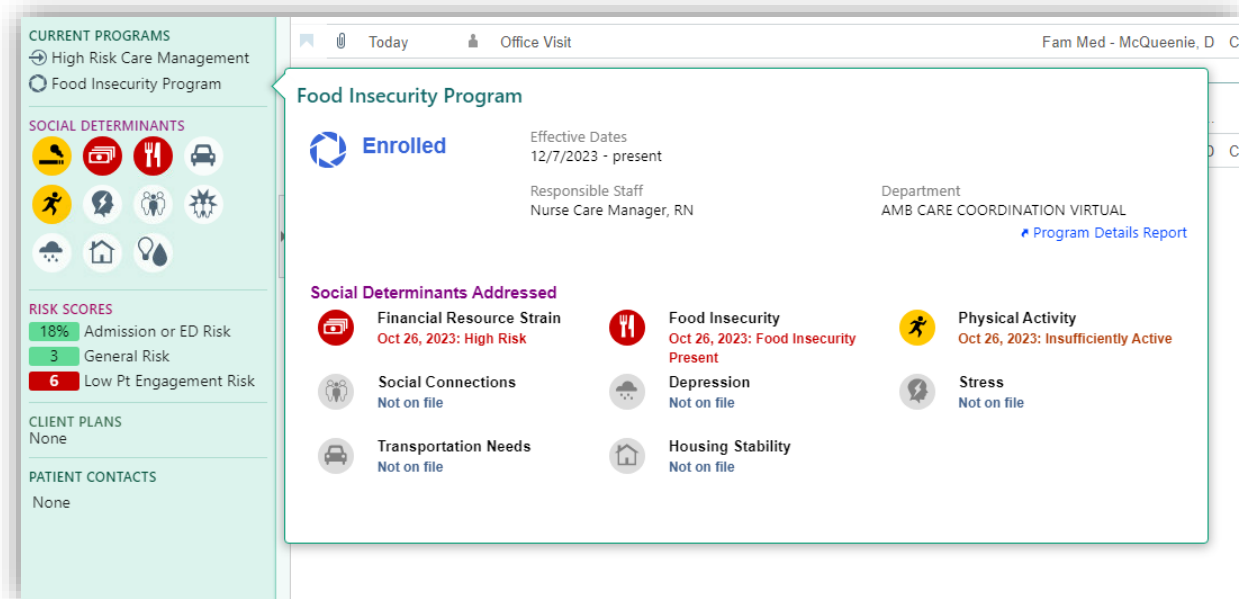 CURRENT PROGRAMS
High Risk Care Management
Food Insecurity Program
SOCIAL DETERMINANTS
RISK SCORES
18% Admission or ED Risk
3 General Risk
6 Low Pt Engagement Risk
CLIENT PLANS
None
PATIENT CONTACTS
None
Today Office Visit Fam Med - McQueenie, D C
Food Insecurity Program
Enrolled
Effective Dates
12/7/2023 - present
Responsible Staff
Nurse Care Manager, RN
Department
AMB CARE COORDINATION VIRTUAL
Program Details Report
Social Determinants Addressed
Financial Resource Strain
Oct 26, 2023: High Risk
Food Insecurity
Oct 26, 2023: Food Insecurity
Present
Physical Activity
Oct 26, 2023: Insufficiently Active
Social Connections
Not on file
Depression
Not on file
Stress
Not on file
Transportation Needs
Not on file
Housing Stability
Not on file